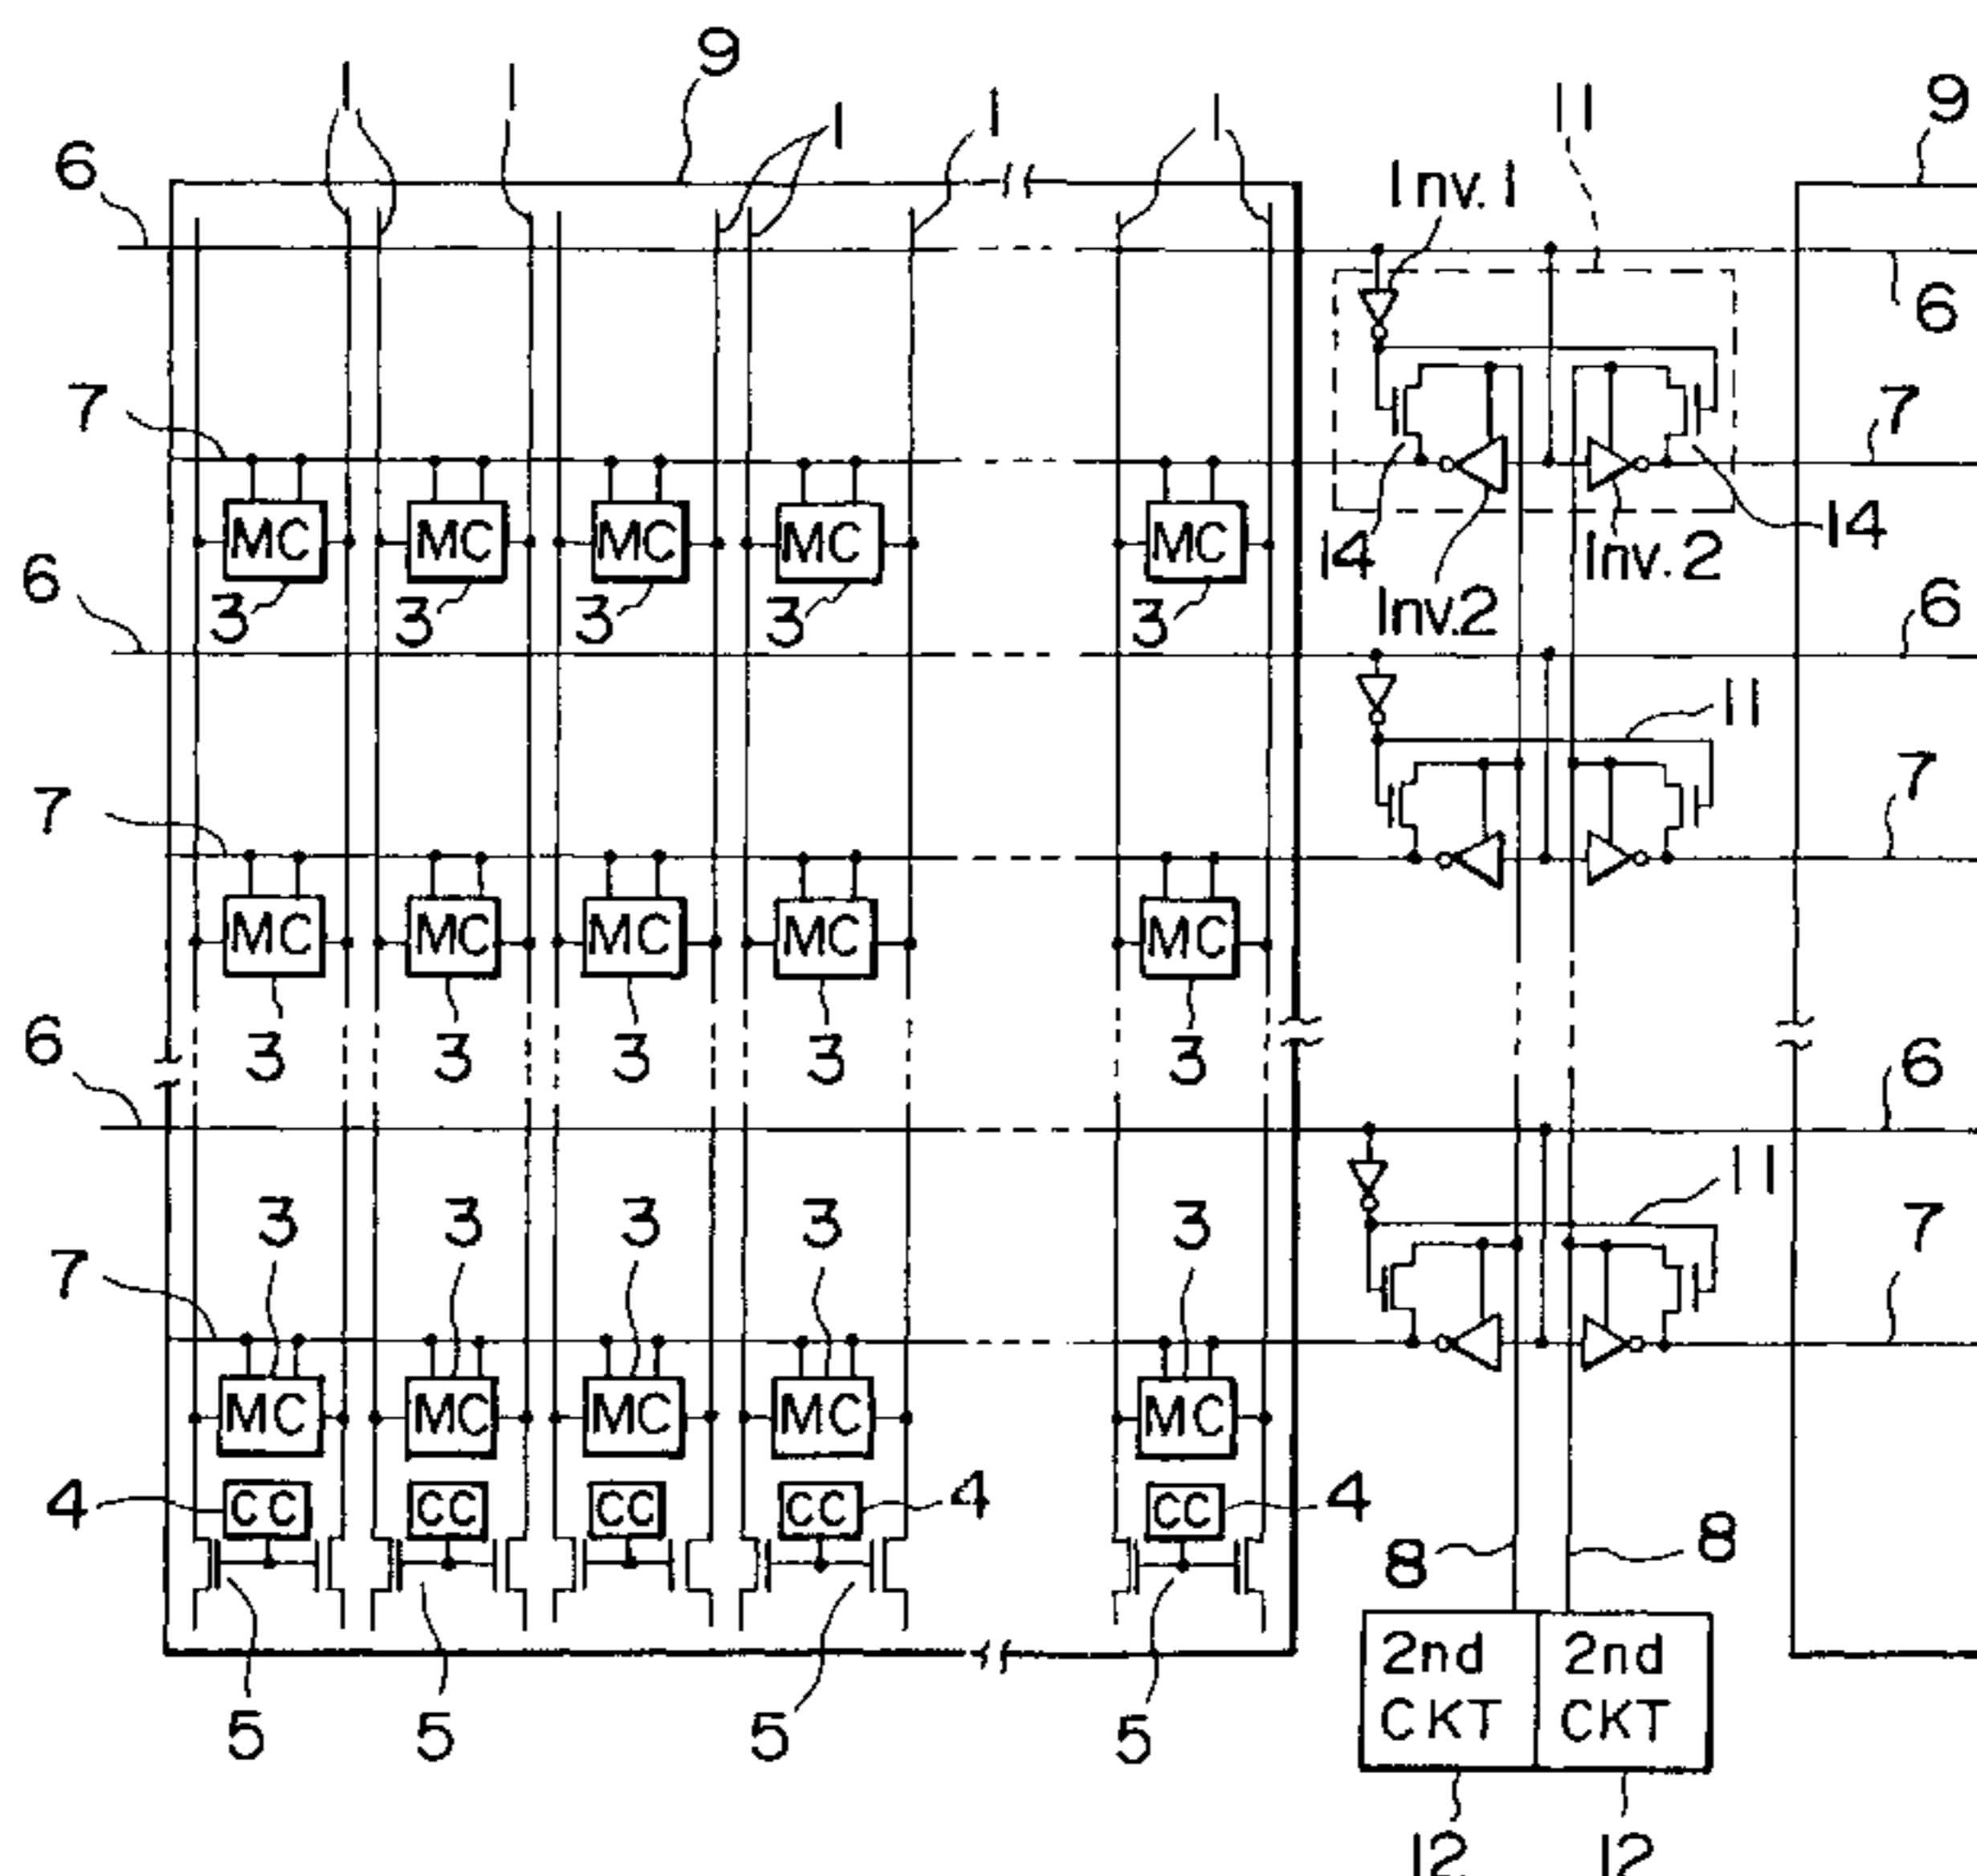 9
1 1 1 1 1 11 9
6 Inv.1
6
7 7
MC MC MC MC MC
14 Inv.2 14
3 3 3 3 3 Inv.2
6 6
11
7 7
MC MC MC MC MC
3 3 3 3 3
6 6
11
3 3 3 3 3
7 7
MC MC MC MC MC
4 CC CC CC CC 4 CC 4
8 8
2nd 2nd
CKT CKT
5 5 5 5
12 12